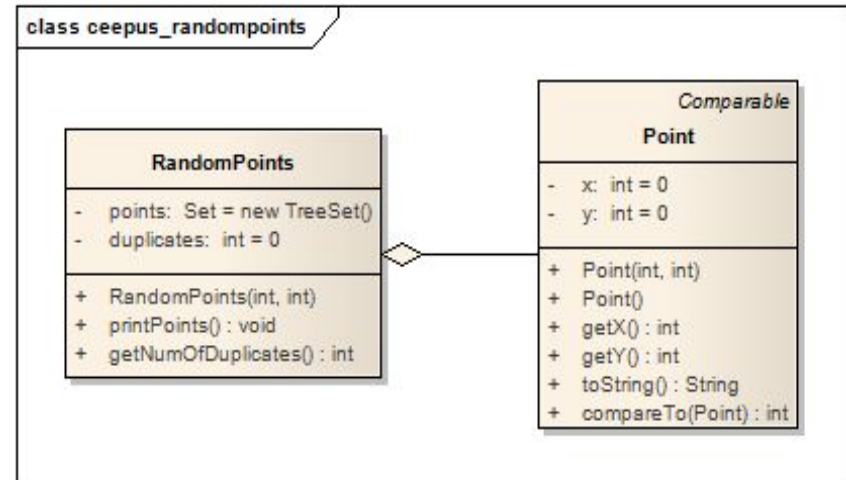 class ceepus_randompoints
RandomPoints
- points: Set = new TreeSet()
- duplicates: int = 0
+ RandomPoints(int, int)
+ printPoints() : void
+ getNumOfDuplicates() : int
Comparable
Point
- x: int = 0
- y: int = 0
+ Point(int, int)
+ Point()
+ getX() : int
+ getY() : int
+ toString() : String
+ compareTo(Point) : int